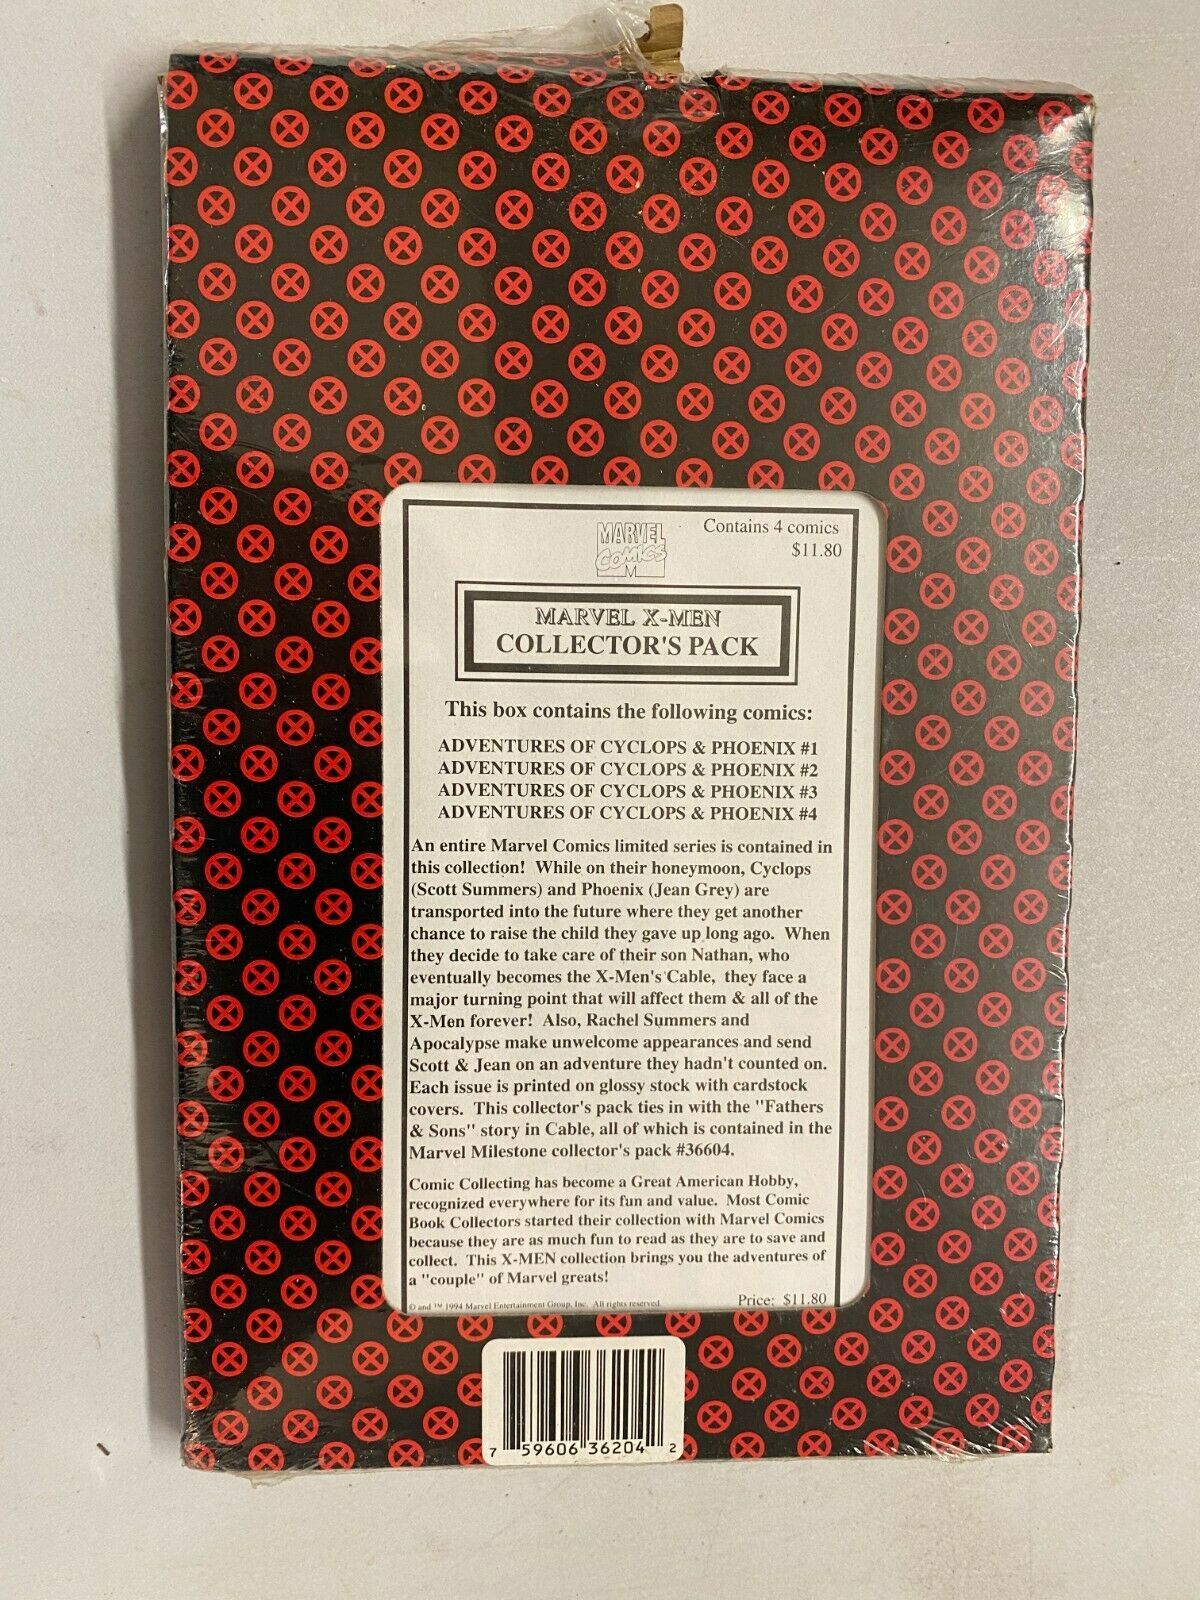 MARVEL
COMICS
M
Contains 4 comics
$11.80
MARVEL X-MEN
COLLECTOR'S PACK
This box contains the following comics:
ADVENTURES OF CYCLOPS & PHOENIX #1
ADVENTURES OF CYCLOPS & PHOENIX #2
ADVENTURES OF CYCLOPS & PHOENIX #3
ADVENTURES OF CYCLOPS & PHOENIX #4
An entire Marvel Comics limited series is contained in
this collection! While on their honeymoon, Cyclops
(Scott Summers) and Phoenix (Jean Grey) are
transported into the future where they get another
chance to raise the child they gave up long ago. When
they decide to take care of their son Nathan, who
eventually becomes the X-Men's Cable, they face a
major turning point that will affect them & all of the
X-Men forever! Also, Rachel Summers and
Apocalypse make unwelcome appearances and send
Scott & Jean on an adventure they hadn't counted on.
Each issue is printed on glossy stock with cardstock
covers. This collector's pack ties in with the "Fathers
& Sons" story in Cable, all of which is contained in the
Marvel Milestone collector's pack #36604.
Comic Collecting has become a Great American Hobby,
recognized everywhere for its fun and value. Most Comic
Book Collectors started their collection with Marvel Comics
because they are as much fun to read as they are to save and
collect. This X-MEN collection brings you the adventures of
a "couple" of Marvel greats!
© and ™ 1994 Marvel Entertainment Group, Inc. All rights reserved.
Price: $11.80
7 59606 36204 2